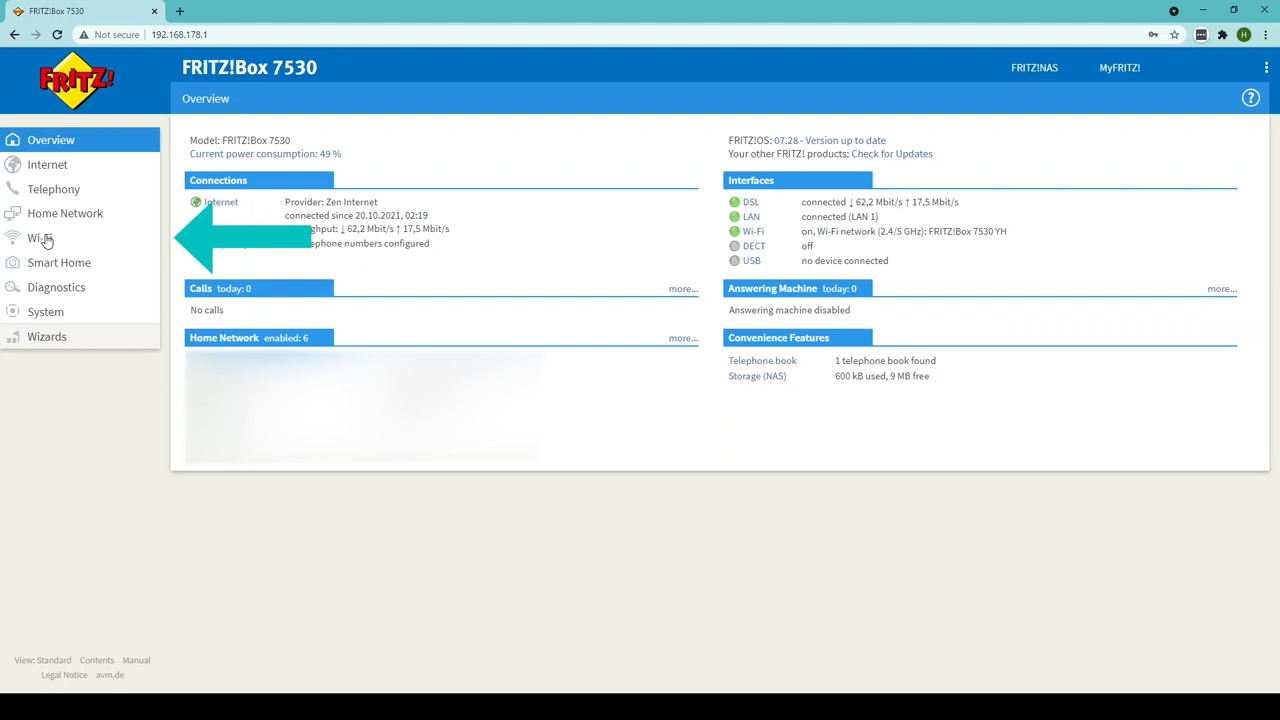 FRITZ!Box 7530
Not secure 192.168.178.1
H
FRITZ!
FRITZ!Box 7530
FRITZ!NAS
MyFRITZ!
Overview
?
Overview
Internet
Telephony
Home Network
Wi-Fi
Smart Home
Diagnostics
System
Wizards
Model: FRITZ!Box 7530
Current power consumption: 49 %
FRITZ!OS: 07.28 - Version up to date
Your other FRITZ! products: Check for Updates
Connections
Internet Provider: Zen Internet
connected since 20.10.2021, 02:19
↓ 62,2 Mbit/s ↑ 17,5 Mbit/s
numbers configured
Interfaces
DSL connected ↓ 62,2 Mbit/s ↑ 17,5 Mbit/s
LAN connected (LAN 1)
Wi-Fi on, Wi-Fi network (2.4/5 GHz): FRITZ!Box 7530 YH
DECT off
USB no device connected
Calls today: 0 more...
No calls
Answering Machine today: 0 more...
Answering machine disabled
Home Network enabled: 6 more...
Convenience Features
Telephone book 1 telephone book found
Storage (NAS) 600 kB used, 9 MB free
View: Standard Contents Manual
Legal Notice avm.de